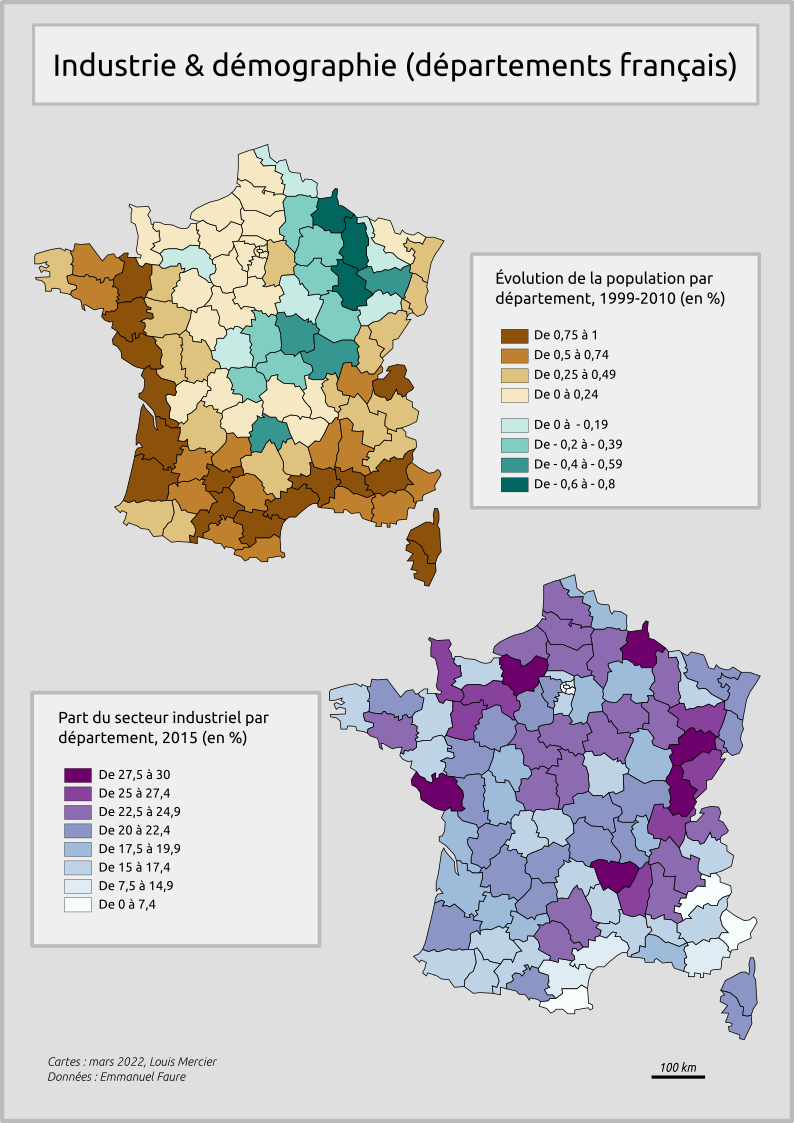 Industrie & démographie (départements français)
Évolution de la population par
département, 1999-2010 (en %)
De 0,75 à 1
De 0,5 à 0,74
De 0,25 à 0,49
De 0 à 0,24
De 0 à - 0,19
De - 0,2 à - 0,39
De - 0,4 à - 0,59
De - 0,6 à - 0,8
Part du secteur industriel par
département, 2015 (en %)
De 27,5 à 30
De 25 à 27,4
De 22,5 à 24,9
De 20 à 22,4
De 17,5 à 19,9
De 15 à 17,4
De 7,5 à 14,9
De 0 à 7,4
Cartes : mars 2022, Louis Mercier
Données : Emmanuel Faure
100 km